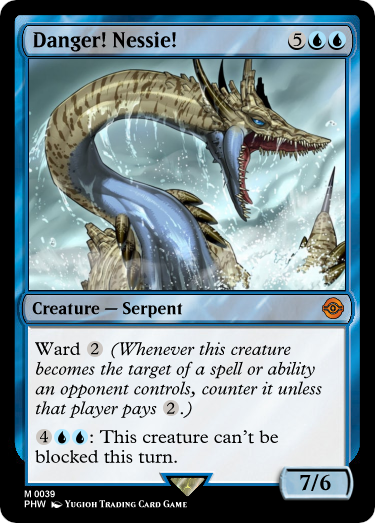 Danger! Nessie! 5
Creature — Serpent
Ward 2 (Whenever this creature
becomes the target of a spell or ability
an opponent controls, counter it unless
that player pays 2.)
4: This creature can't be
blocked this turn.
7/6
M 0039
PHW Yugioh Trading Card Game